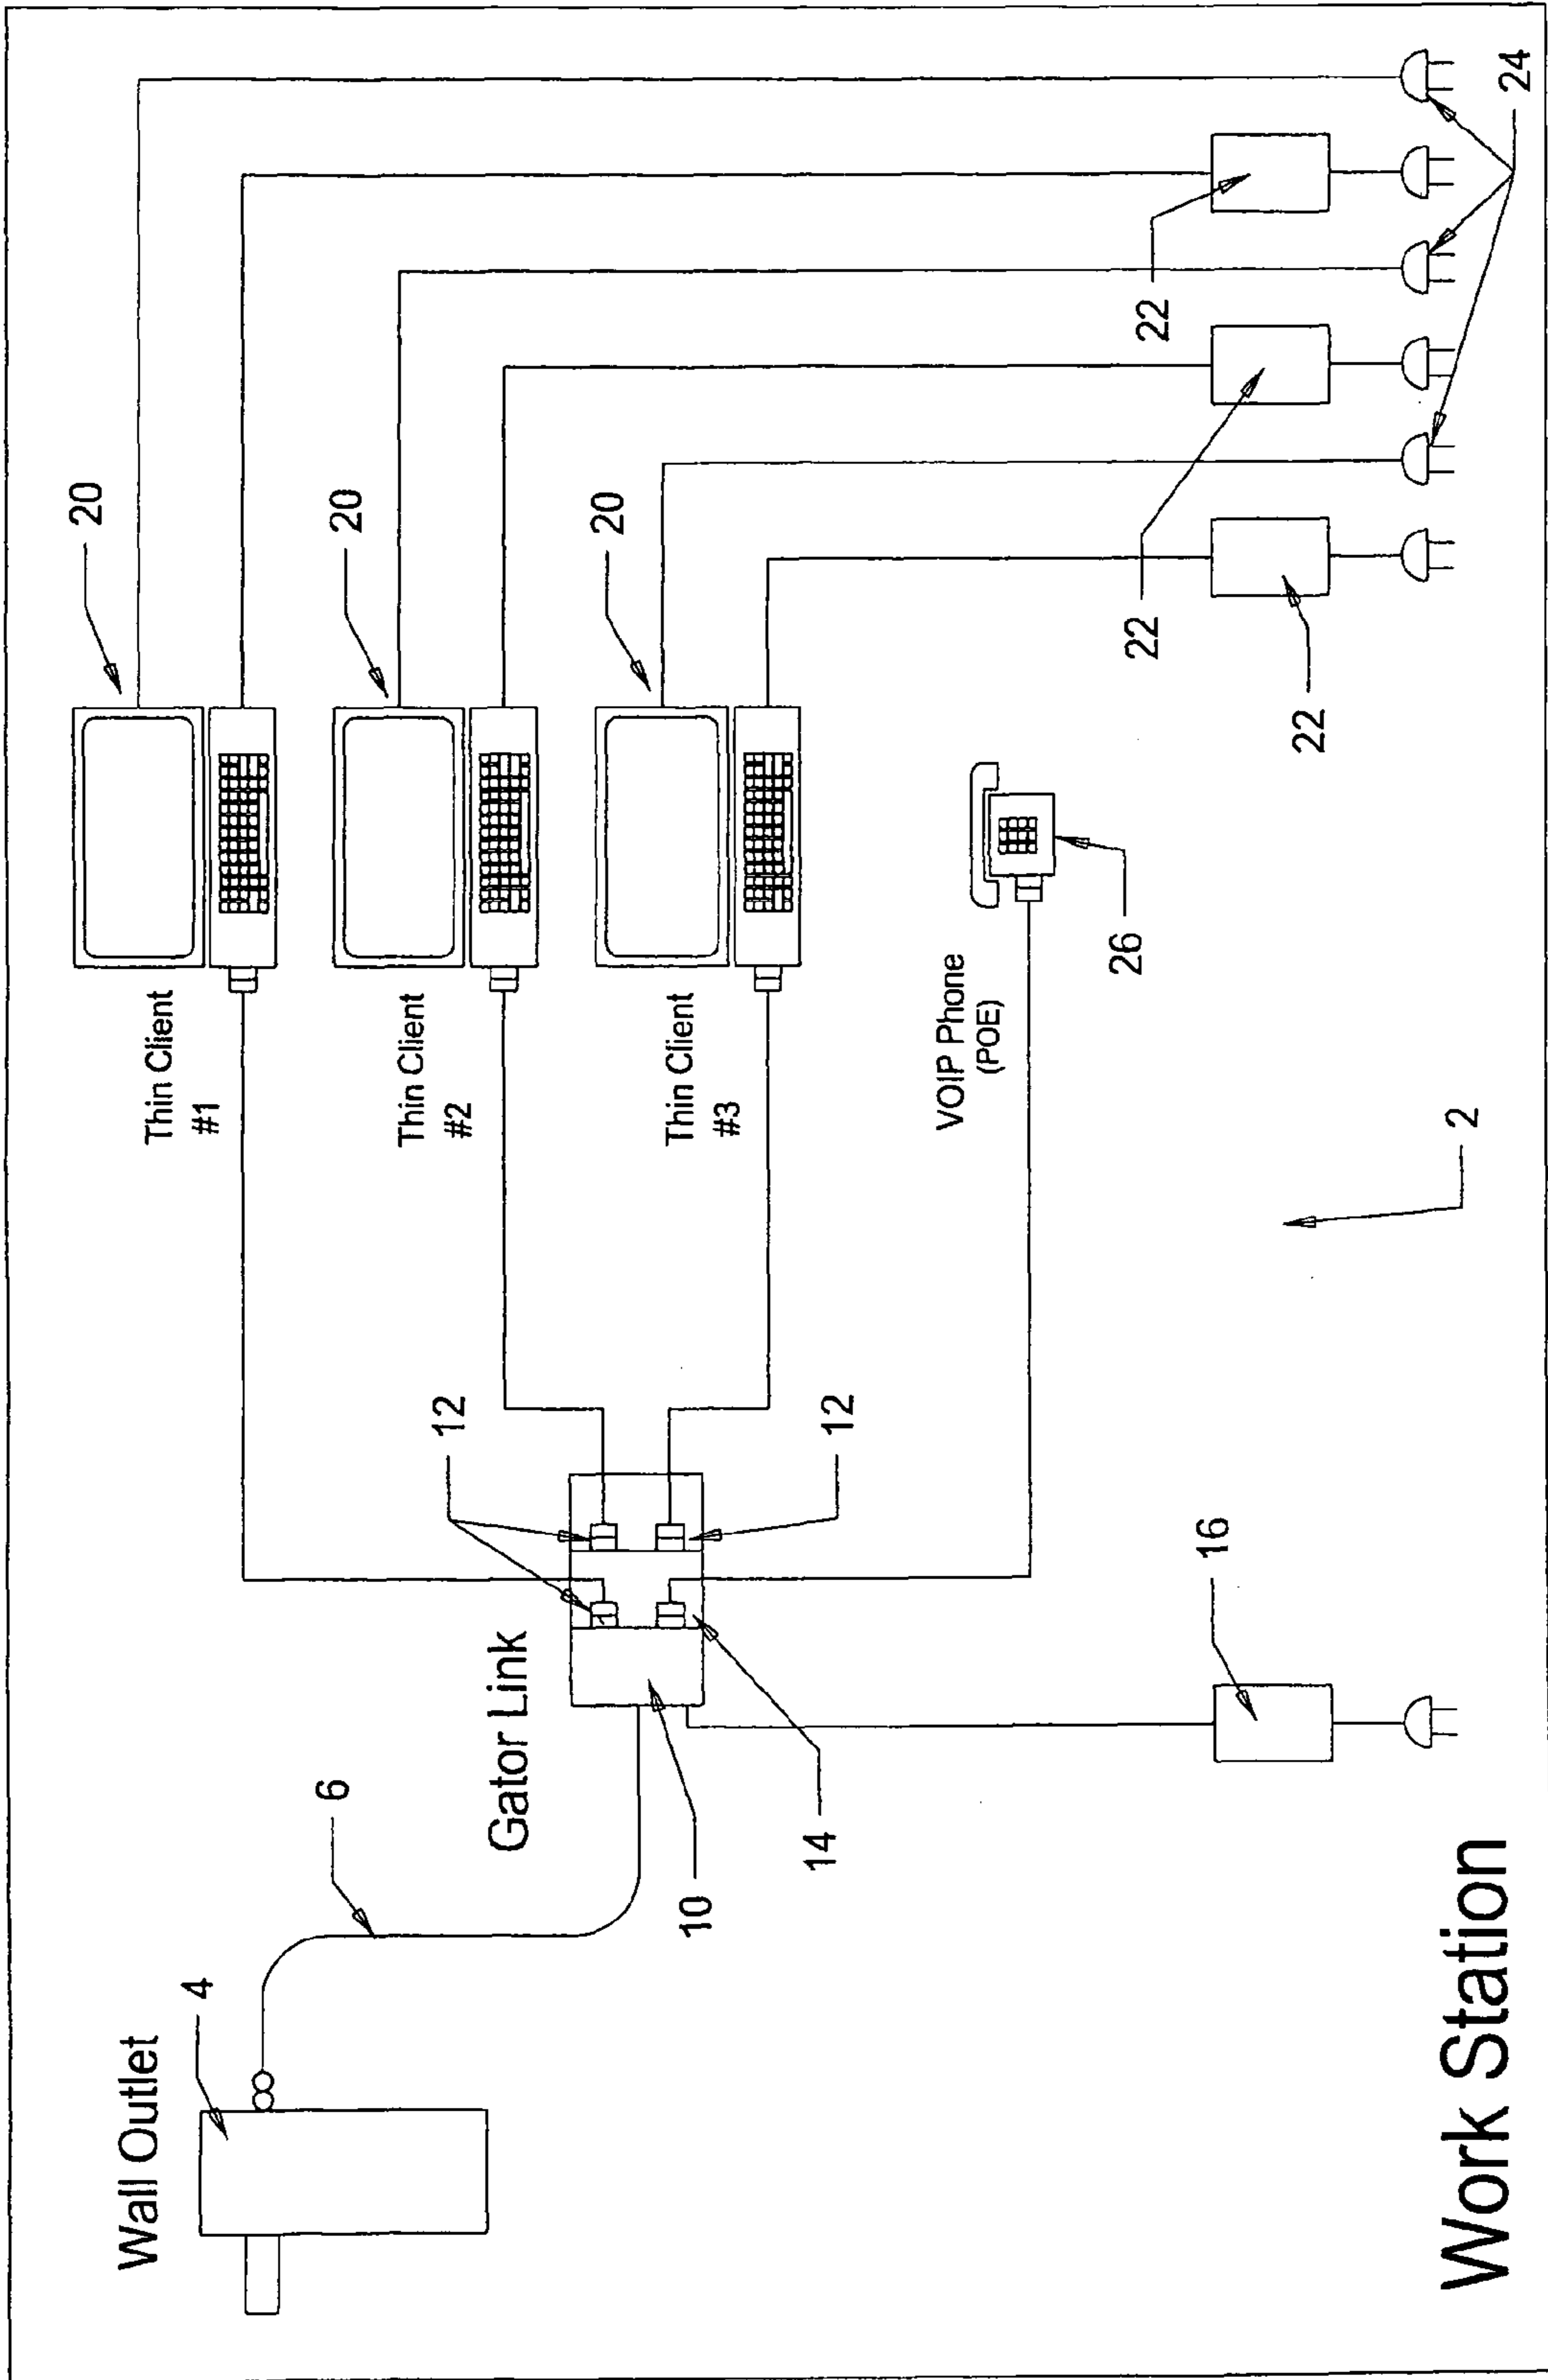 Wall Outlet
4
6
Gator Link
10
14
12
12
16
Thin Client
#1
20
Thin Client
#2
20
Thin Client
#3
20
VOIP Phone
(POE)
26
22
22
22
24
2
Work Station